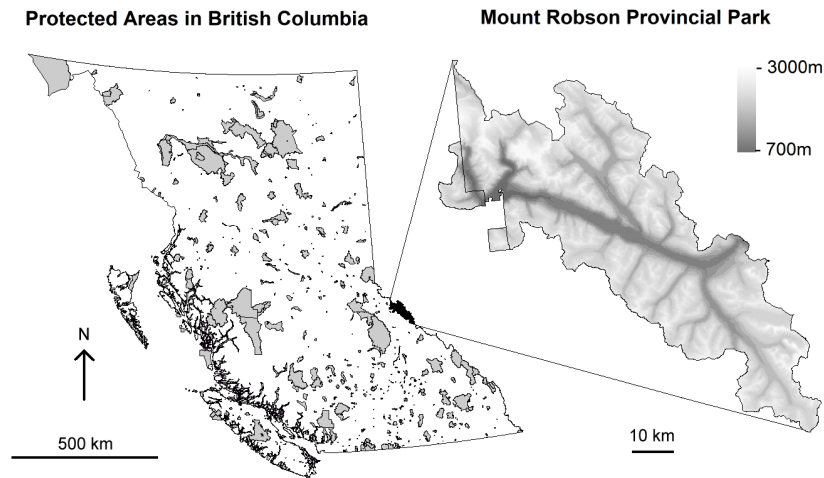 Protected Areas in British Columbia
Mount Robson Provincial Park
- 3000m
- 700m
N
500 km
10 km